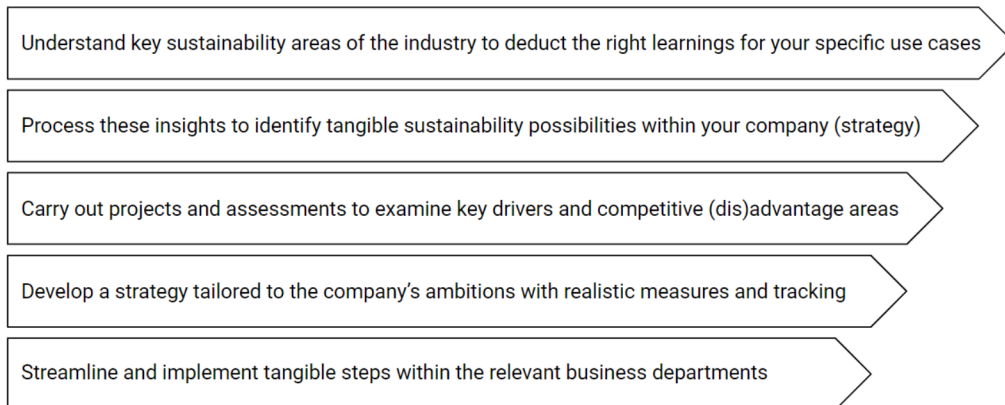 Understand key sustainability areas of the industry to deduct the right learnings for your specific use cases
Process these insights to identify tangible sustainability possibilities within your company (strategy)
Carry out projects and assessments to examine key drivers and competitive (dis)advantage areas
Develop a strategy tailored to the company's ambitions with realistic measures and tracking
Streamline and implement tangible steps within the relevant business departments